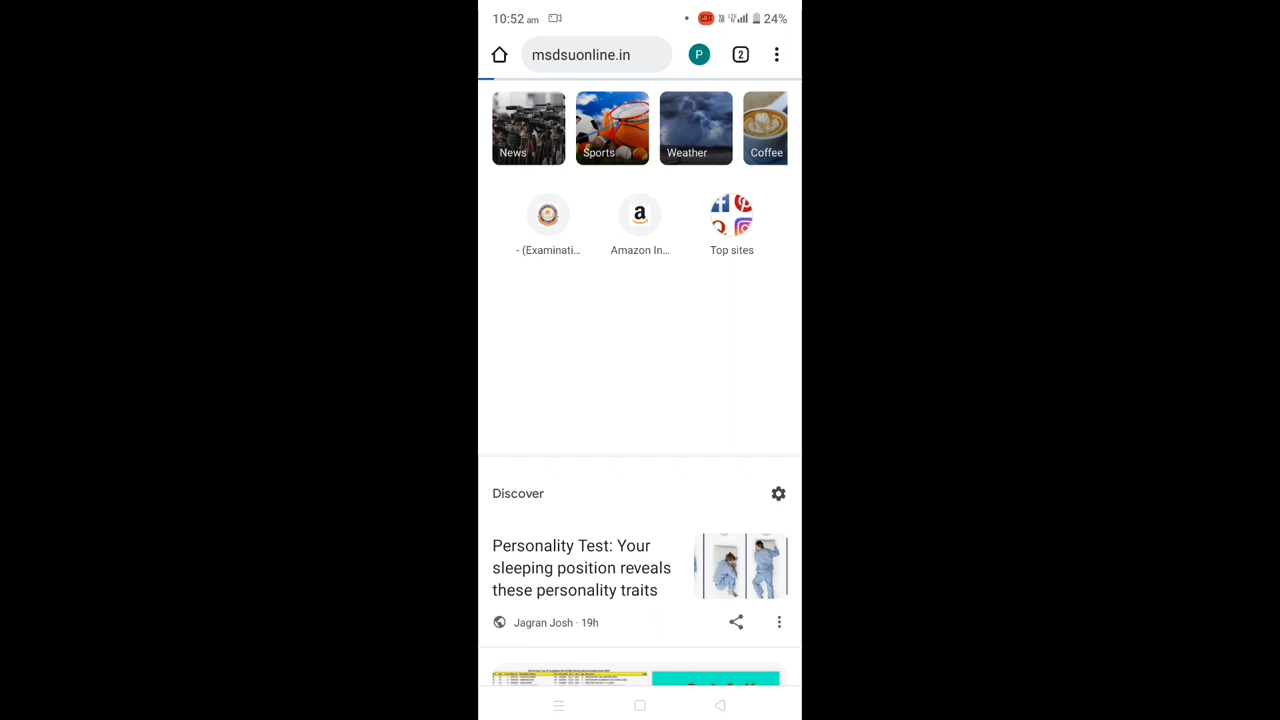 10:52 am 24%
msdsuonline.in P 2
News Sports Weather Coffee
- (Examinati... Amazon In... Top sites
Discover
Personality Test: Your
sleeping position reveals
these personality traits
Jagran Josh · 19h